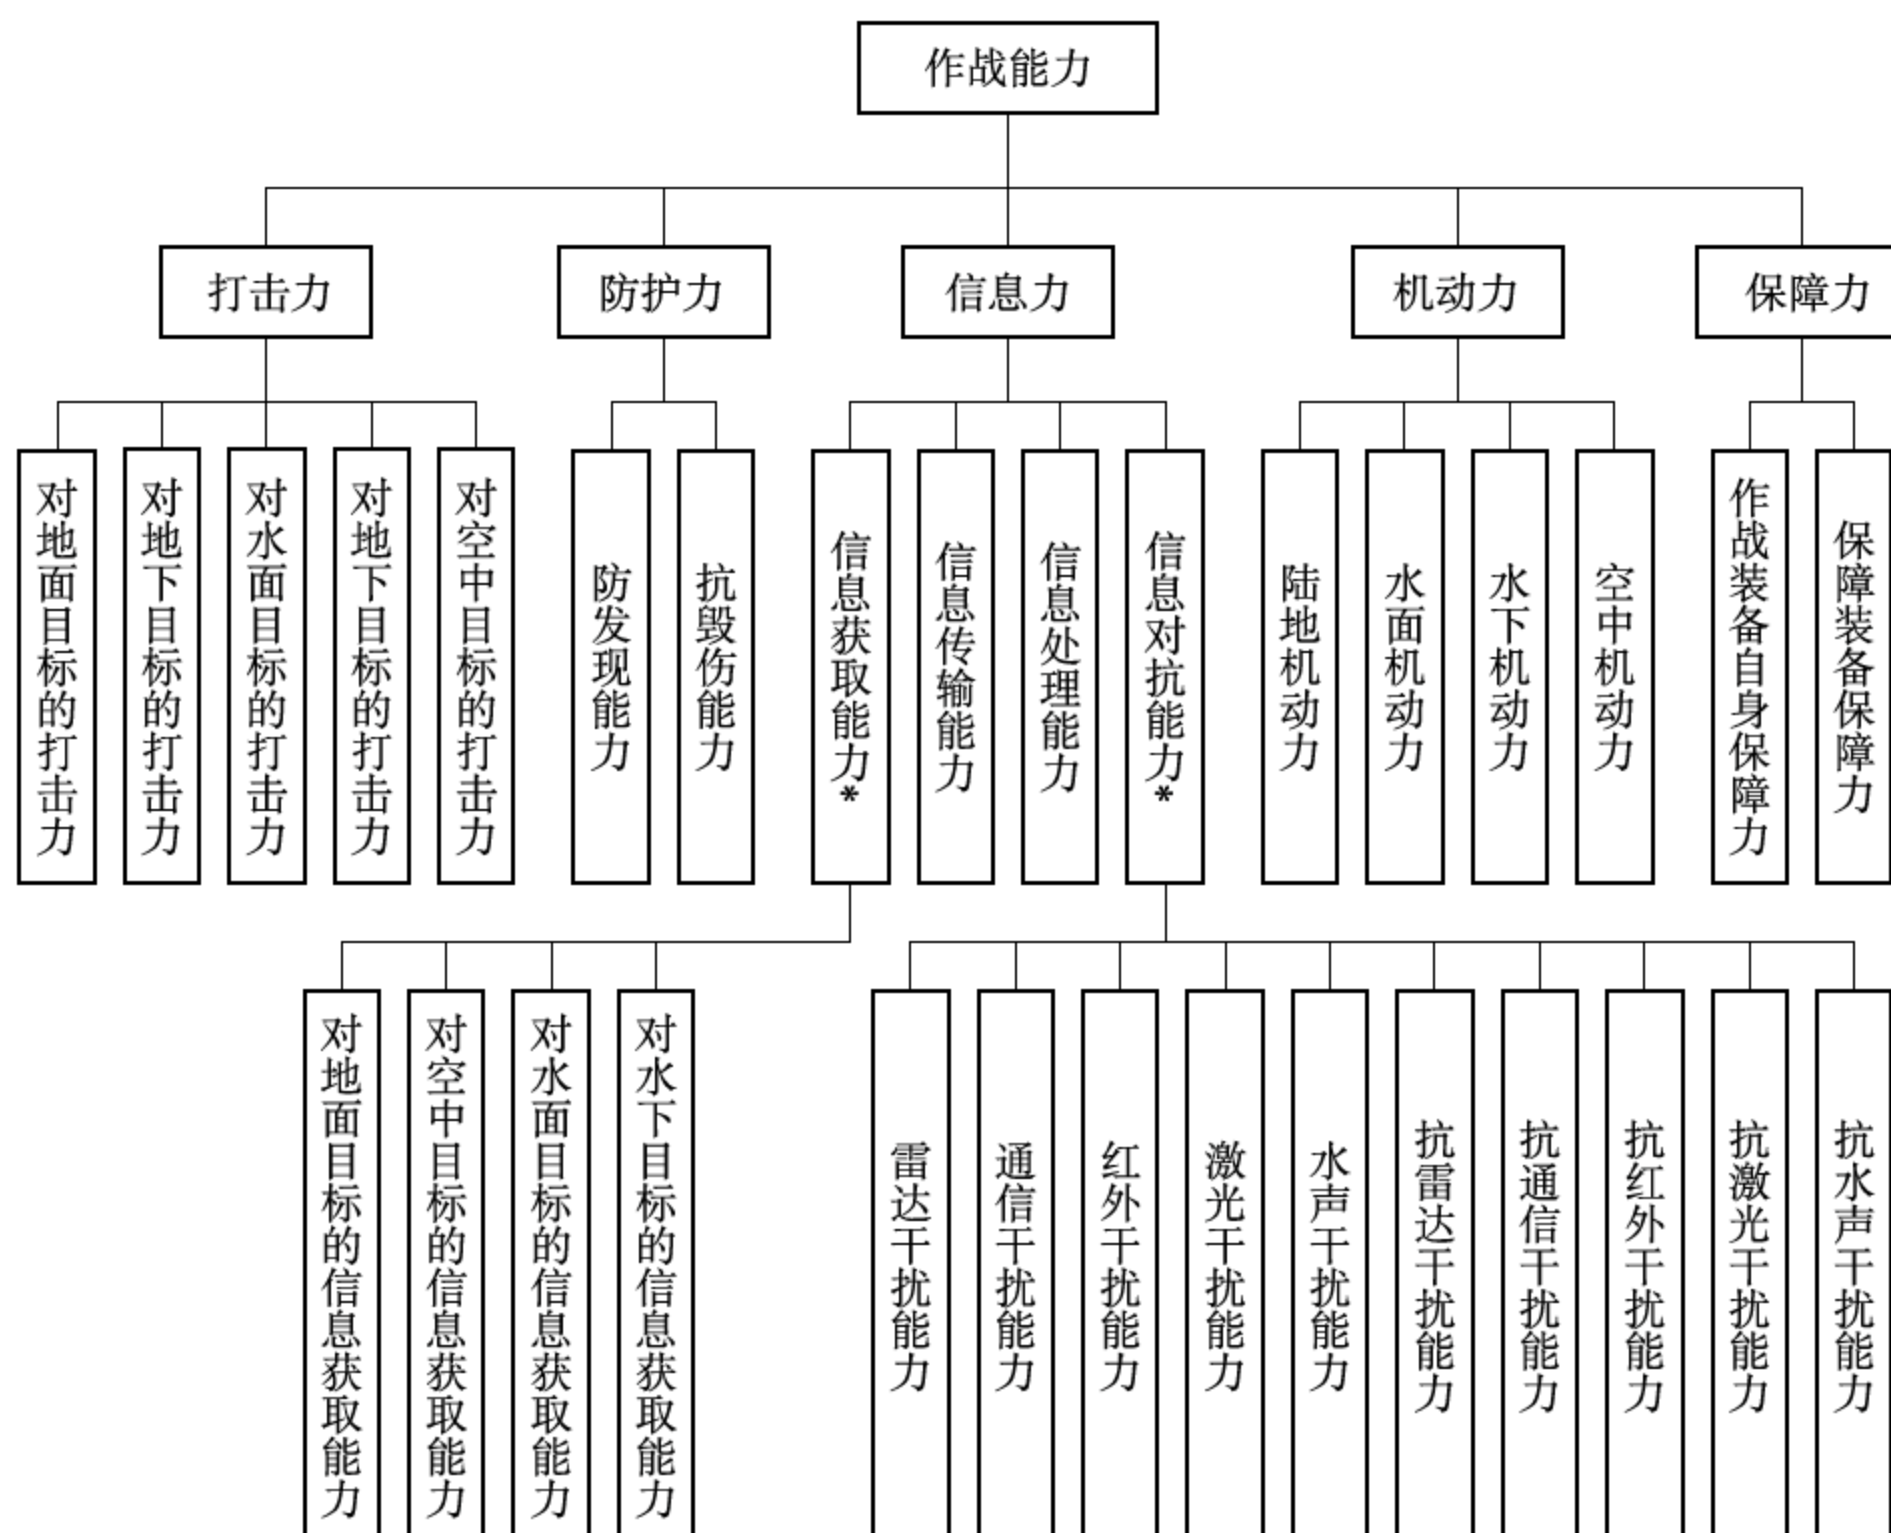 作战能力
打击力
防护力
信息力
机动力
保障力
对地面目标的打击力
对地下目标的打击力
对水面目标的打击力
对地下目标的打击力
对空中目标的打击力
防发现能力
抗毁伤能力
信息获取能力*
信息传输能力
信息处理能力
信息对抗能力*
陆地机动力
水面机动力
水下机动力
空中机动力
作战装备自身保障力
保障装备保障力
对地面目标的信息获取能力
对空中目标的信息获取能力
对水面目标的信息获取能力
对水下目标的信息获取能力
雷达干扰能力
通信干扰能力
红外干扰能力
激光干扰能力
水声干扰能力
抗雷达干扰能力
抗通信干扰能力
抗红外干扰能力
抗激光干扰能力
抗水声干扰能力